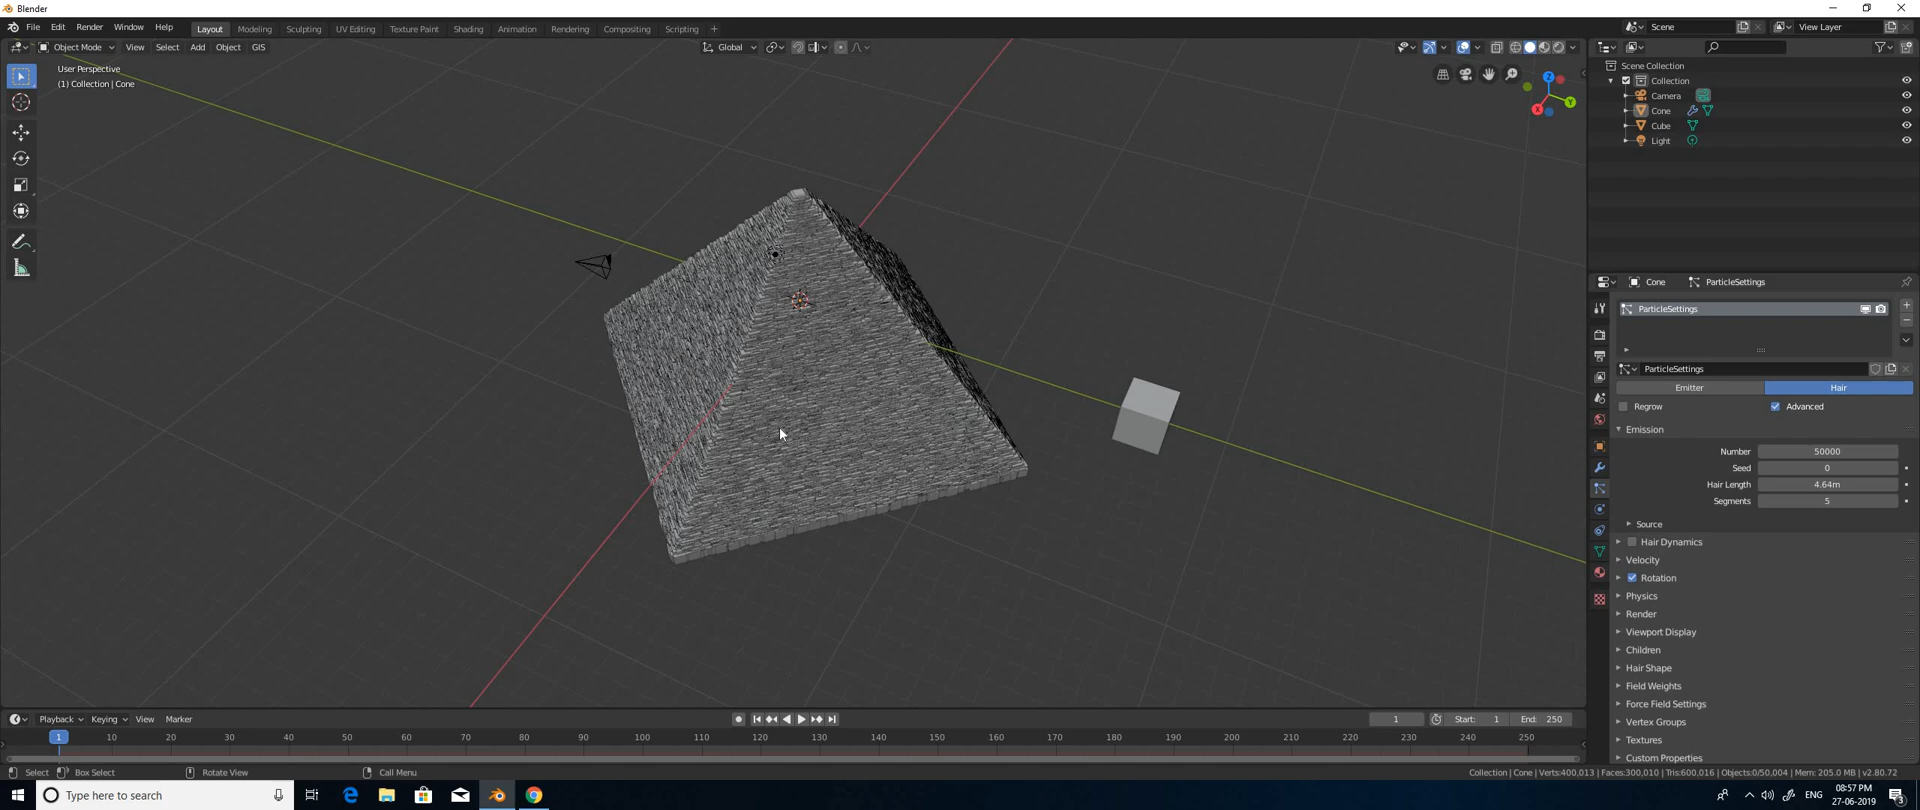 Blender
File Edit Render Window Help Layout Modeling Sculpting UV Editing Texture Paint Shading Animation Rendering Compositing Scripting + Scene View Layer
Object Mode View Select Add Object GIS Global
User Perspective
(1) Collection | Cone
Z
Y
X
Scene Collection
Collection
Camera
Cone
Cube
Light
Cone ParticleSettings
ParticleSettings
ParticleSettings
Emitter Hair
Regrow Advanced
Emission
Number 50000
Seed 0
Hair Length 4.64m
Segments 5
Source
Hair Dynamics
Velocity
Rotation
Physics
Render
Viewport Display
Children
Hair Shape
Field Weights
Force Field Settings
Vertex Groups
Textures
Custom Properties
Playback Keying View Marker 1 Start: 1 End: 250
1 10 20 30 40 50 60 70 80 90 100 110 120 130 140 150 160 170 180 190 200 210 220 230 240 250
Select Box Select Rotate View Call Menu Collection | Cone | Verts:400,013 | Faces:300,010 | Tris:600,016 | Objects:0/50,004 | Mem: 205.0 MB | v2.80.72
Type here to search ENG 08:57 PM
27-06-2019 3